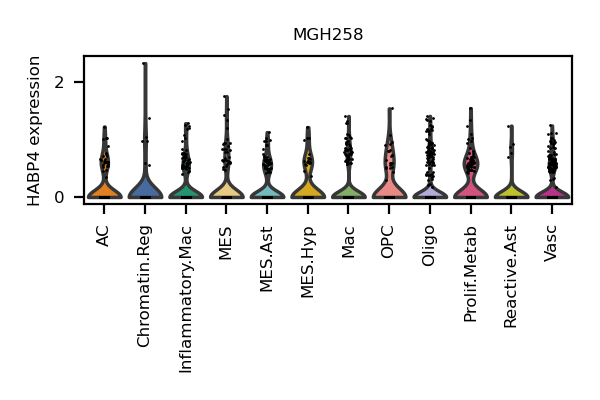 MGH258
HABP4 expression
2
0
AC
Chromatin.Reg
Inflammatory.Mac
MES
MES.Ast
MES.Hyp
Mac
OPC
Oligo
Prolif.Metab
Reactive.Ast
Vasc